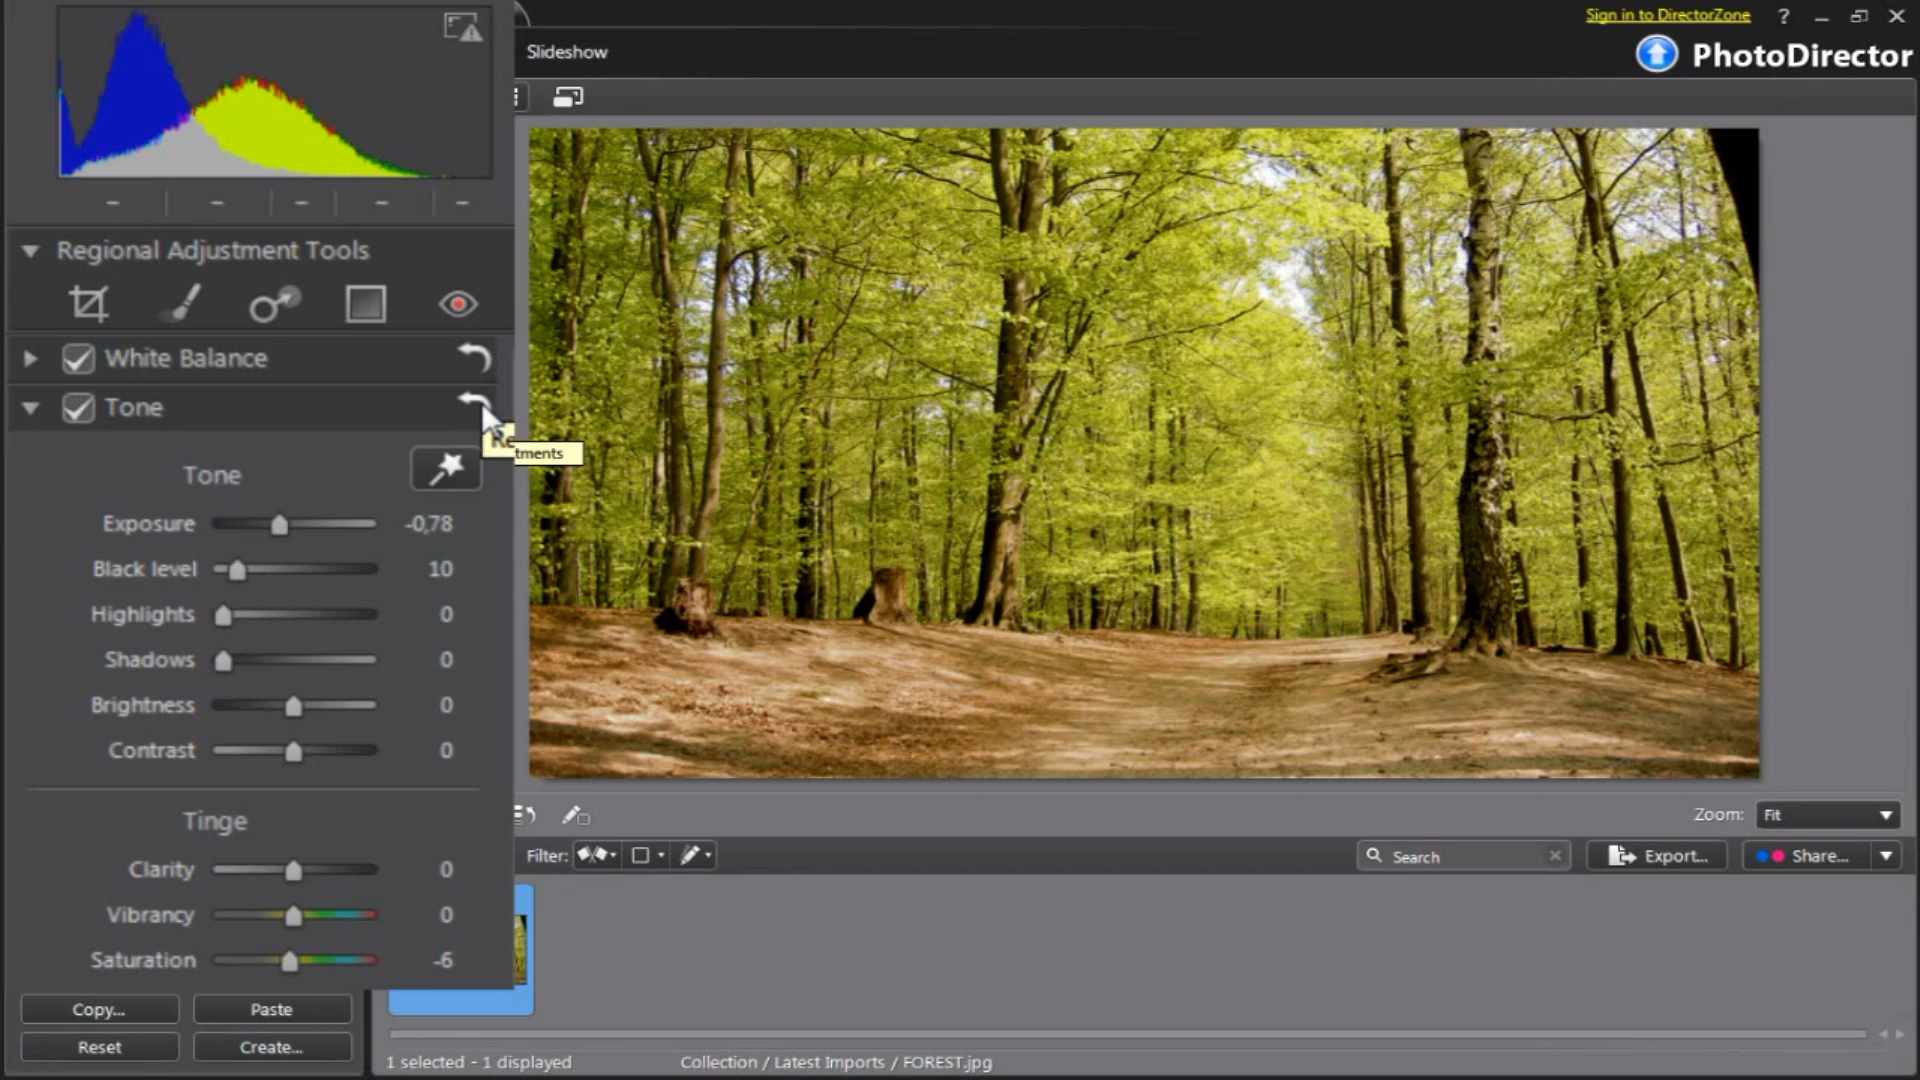 Sign in to DirectorZone ?
PhotoDirector
Slideshow
Regional Adjustment Tools
White Balance
Tone
Re
tments
Tone
Exposure -0,78
Black level 10
Highlights 0
Shadows 0
Brightness 0
Contrast 0
Tinge
Clarity 0
Vibrancy 0
Saturation -6
Zoom: Fit
Filter: Search Export... Share...
Copy... Paste
Reset Create...
1 selected - 1 displayed Collection / Latest Imports / FOREST.jpg